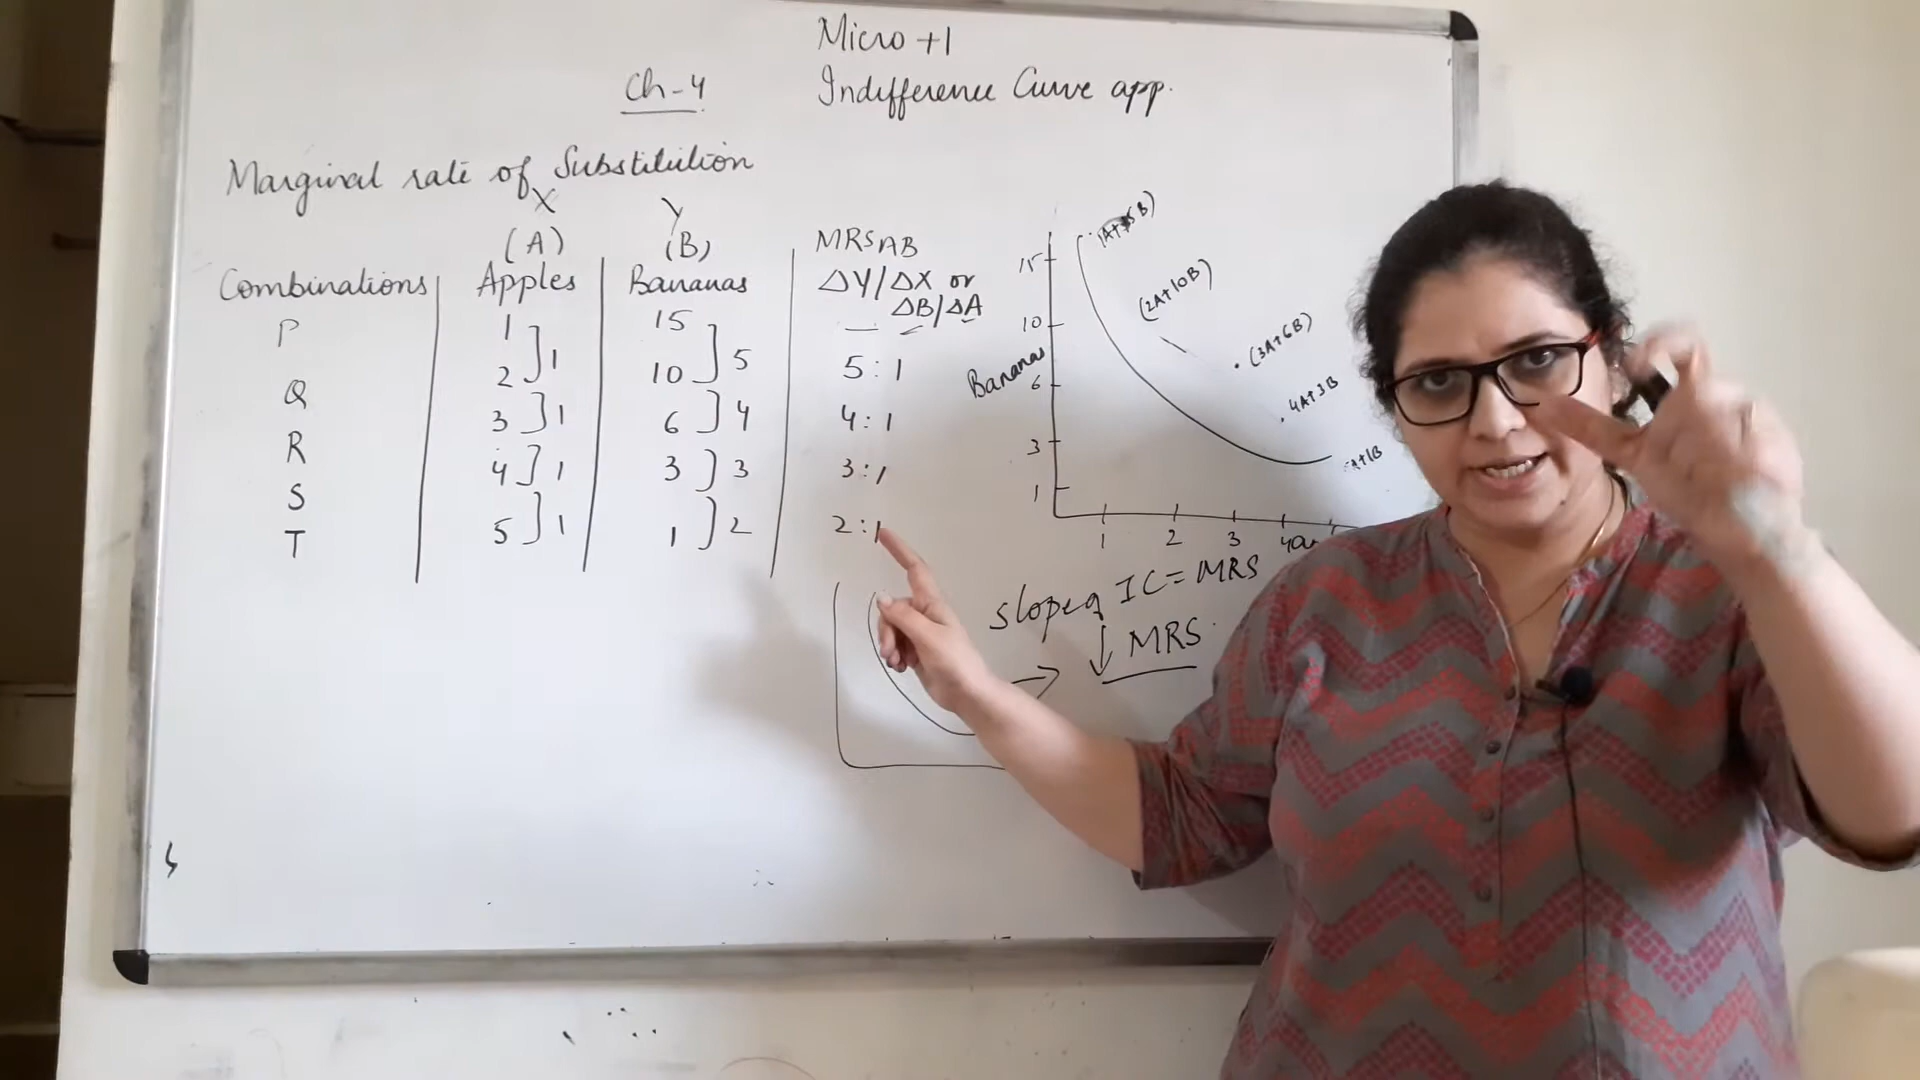 Micro +1
Ch-4 Indifference Curve app.
Marginal rate of Substitution
X Y
(A) (B) MRS AB
Combinations Apples Bananas ΔY/ΔX or
ΔB/ΔA
P 1 15 —
1 5
Q 2 10 5:1
1 4
R 3 6 4:1
1 3
S 4 3 3:1
1 2
T 5 1 2:1
(2A+10B)
(3A+6B)
4A+3B
15
10
Bananas
6
3
1
1 2 3 4
slope of IC = MRS
→ ↓ MRS